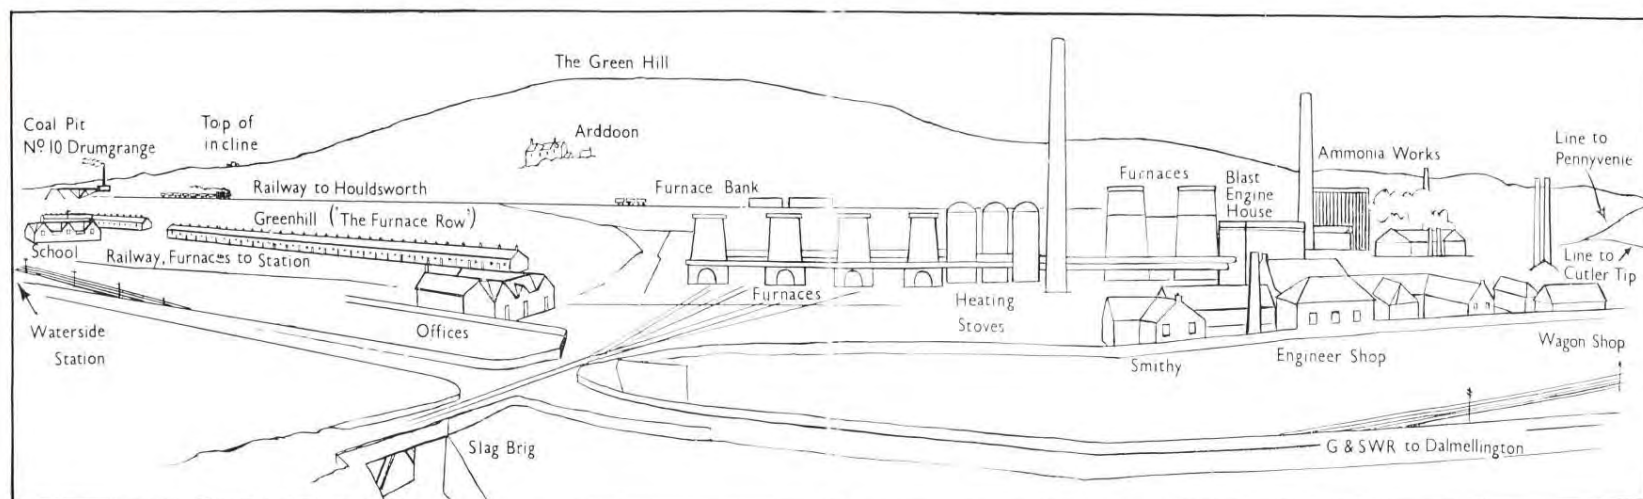 The Green Hill
Coal Pit
Nº 10 Drumgrange
Top of
incline
Arddoon
Railway to Houldsworth
Furnace Bank
Furnaces
Blast
Engine
House
Ammonia Works
Line to
Pennyvenie
Greenhill ('The Furnace Row')
School
Railway, Furnaces to Station
Line to
Cutler Tip
Furnaces
Heating
Stoves
Offices
Waterside
Station
Smithy
Engineer Shop
Wagon Shop
Slag Brig
G & SWR to Dalmellington